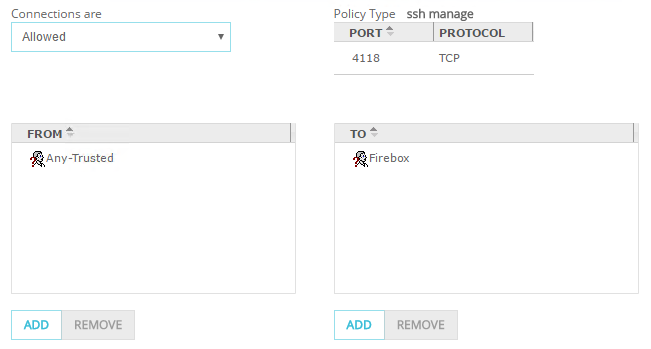 Connections are
Allowed
Policy Type ssh manage
PORT PROTOCOL
4118 TCP
FROM
Any-Trusted
ADD REMOVE
TO
Firebox
ADD REMOVE